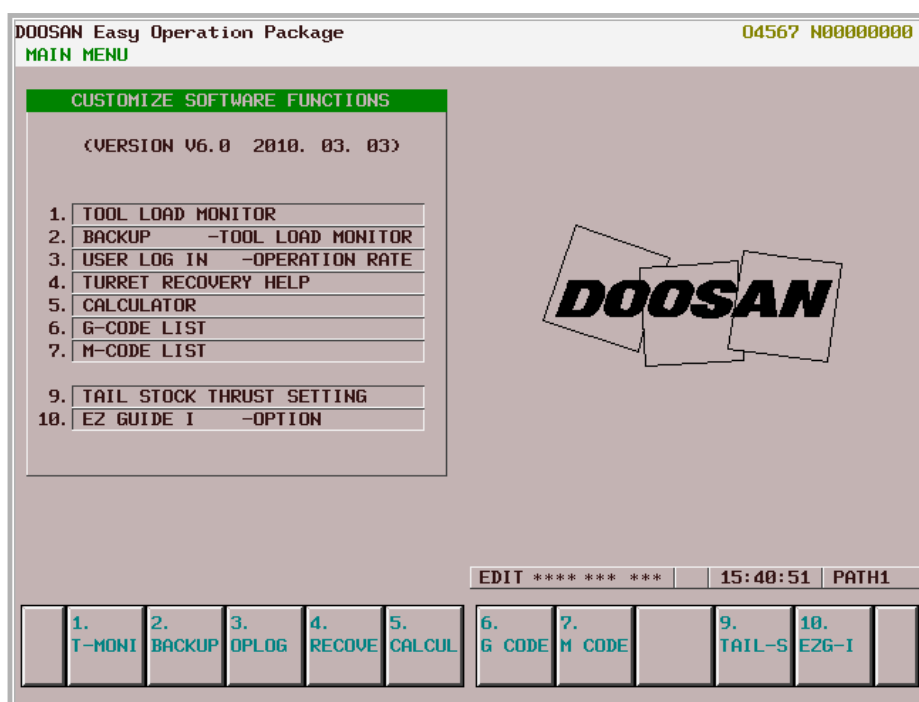 DOOSAN Easy Operation Package O4567 N00000000
MAIN MENU
CUSTOMIZE SOFTWARE FUNCTIONS
(VERSION V6.0 2010. 03. 03)
1. TOOL LOAD MONITOR
2. BACKUP -TOOL LOAD MONITOR
3. USER LOG IN -OPERATION RATE
4. TURRET RECOVERY HELP
5. CALCULATOR
6. G-CODE LIST
7. M-CODE LIST
9. TAIL STOCK THRUST SETTING
10. EZ GUIDE I -OPTION
DOOSAN
EDIT **** *** *** 15:40:51 PATH1
1. 2. 3. 4. 5. 6. 7. 9. 10.
T-MONI BACKUP OPLOG RECOVE CALCUL G CODE M CODE TAIL-S EZG-I